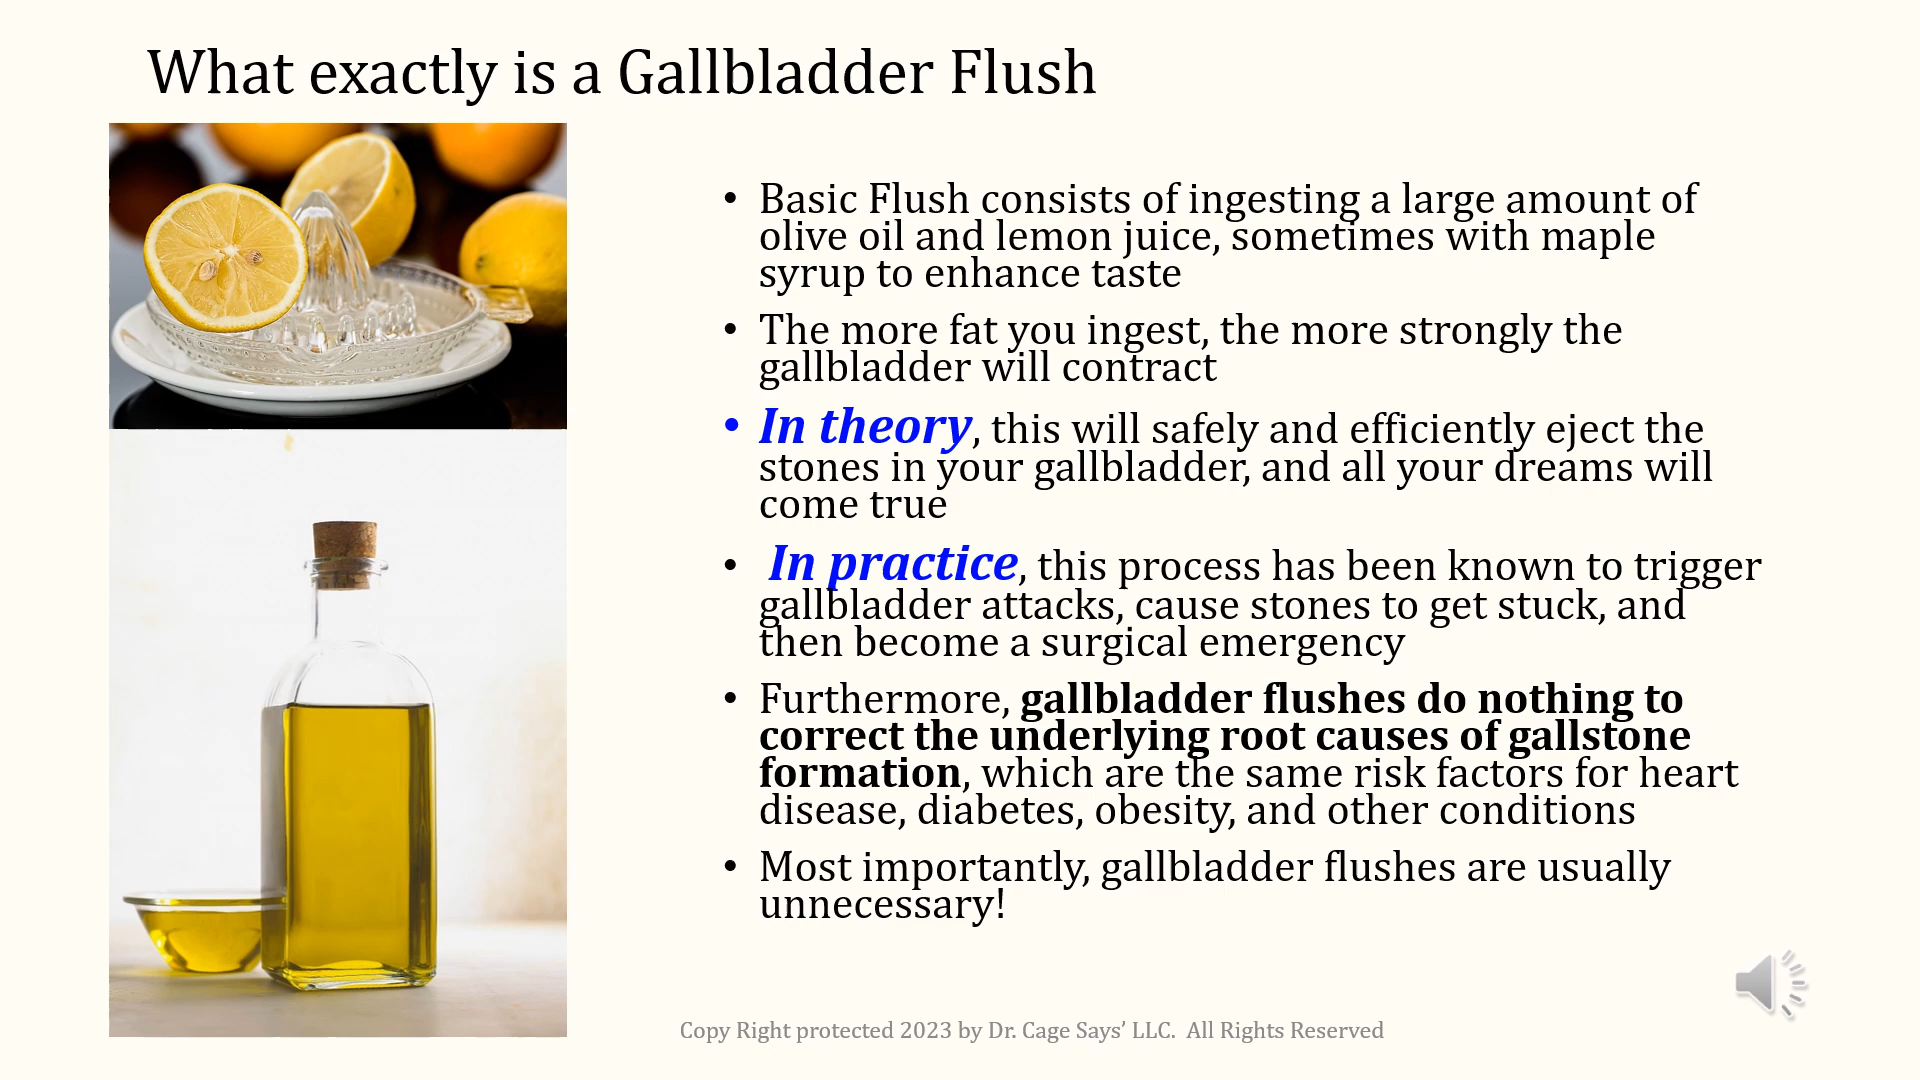 What exactly is a Gallbladder Flush
• Basic Flush consists of ingesting a large amount of
olive oil and lemon juice, sometimes with maple
syrup to enhance taste
• The more fat you ingest, the more strongly the
gallbladder will contract
• In theory, this will safely and efficiently eject the
stones in your gallbladder, and all your dreams will
come true
• In practice, this process has been known to trigger
gallbladder attacks, cause stones to get stuck, and
then become a surgical emergency
• Furthermore, gallbladder flushes do nothing to
correct the underlying root causes of gallstone
formation, which are the same risk factors for heart
disease, diabetes, obesity, and other conditions
• Most importantly, gallbladder flushes are usually
unnecessary!
Copy Right protected 2023 by Dr. Cage Says’ LLC.  All Rights Reserved